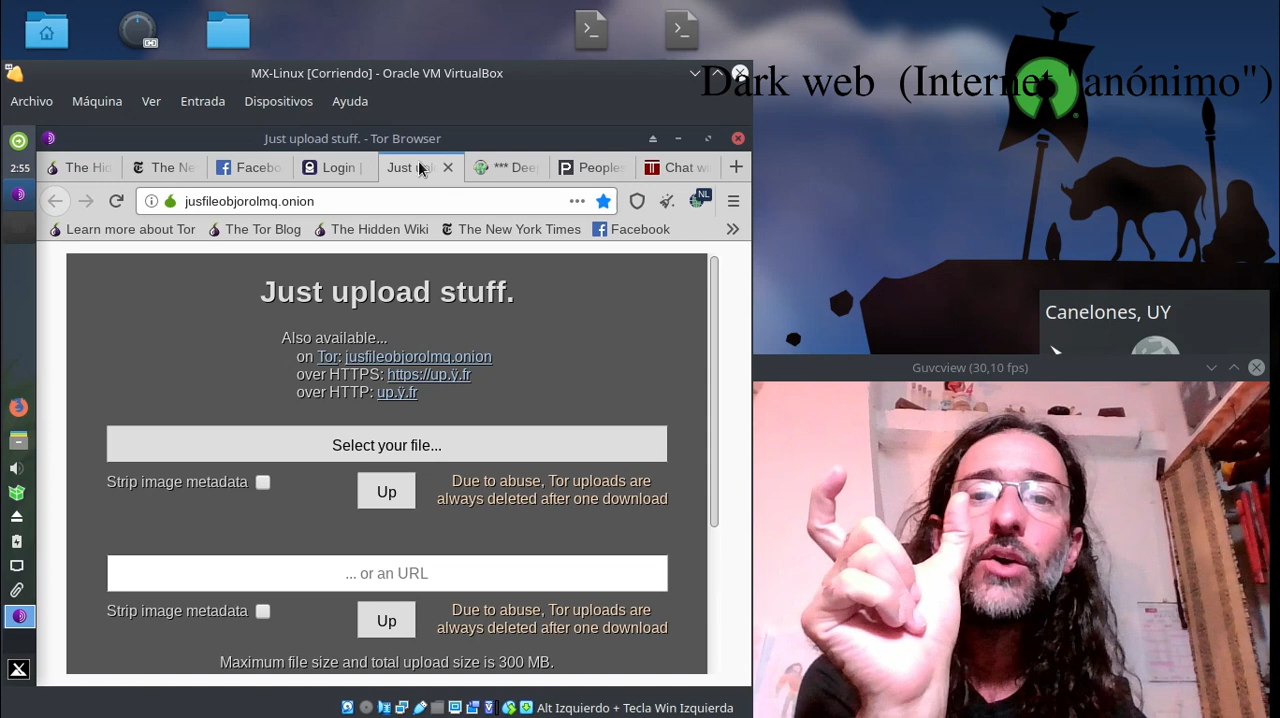 MX-Linux [Corriendo] - Oracle VM VirtualBox
Dark web (Internet "anónimo")
Archivo Máquina Ver Entrada Dispositivos Ayuda
Just upload stuff. - Tor Browser
2:55
The Hid
The Ne
Facebo
Login |
Just
*** Dee
Peoples
Chat w
jusfileobjorolmq.onion
NL
Learn more about Tor The Tor Blog The Hidden Wiki The New York Times Facebook
Just upload stuff.
Also available...
on Tor: jusfileobjorolmq.onion
over HTTPS: https://up.ÿ.fr
over HTTP: up.ÿ.fr
Select your file...
Strip image metadata
Up
Due to abuse, Tor uploads are
always deleted after one download
... or an URL
Strip image metadata
Up
Due to abuse, Tor uploads are
always deleted after one download
Maximum file size and total upload size is 300 MB.
Alt Izquierdo + Tecla Win Izquierda
Canelones, UY
Guvcview (30,10 fps)